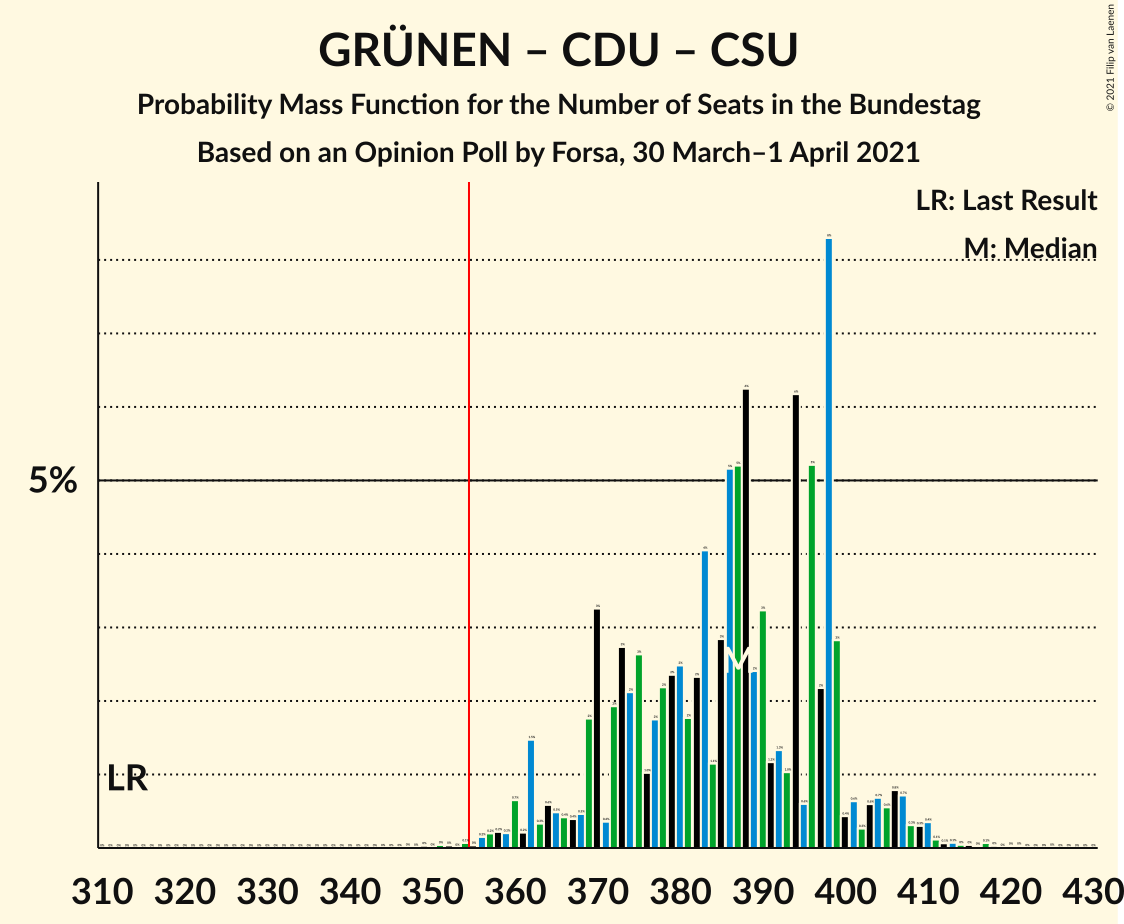 GRÜNEN – CDU – CSU
Probability Mass Function for the Number of Seats in the Bundestag
Based on an Opinion Poll by Forsa, 30 March–1 April 2021
© 2021 Filip van Laenen
LR: Last Result
M: Median
5%
LR
M
310 320 330 340 350 360 370 380 390 400 410 420 430